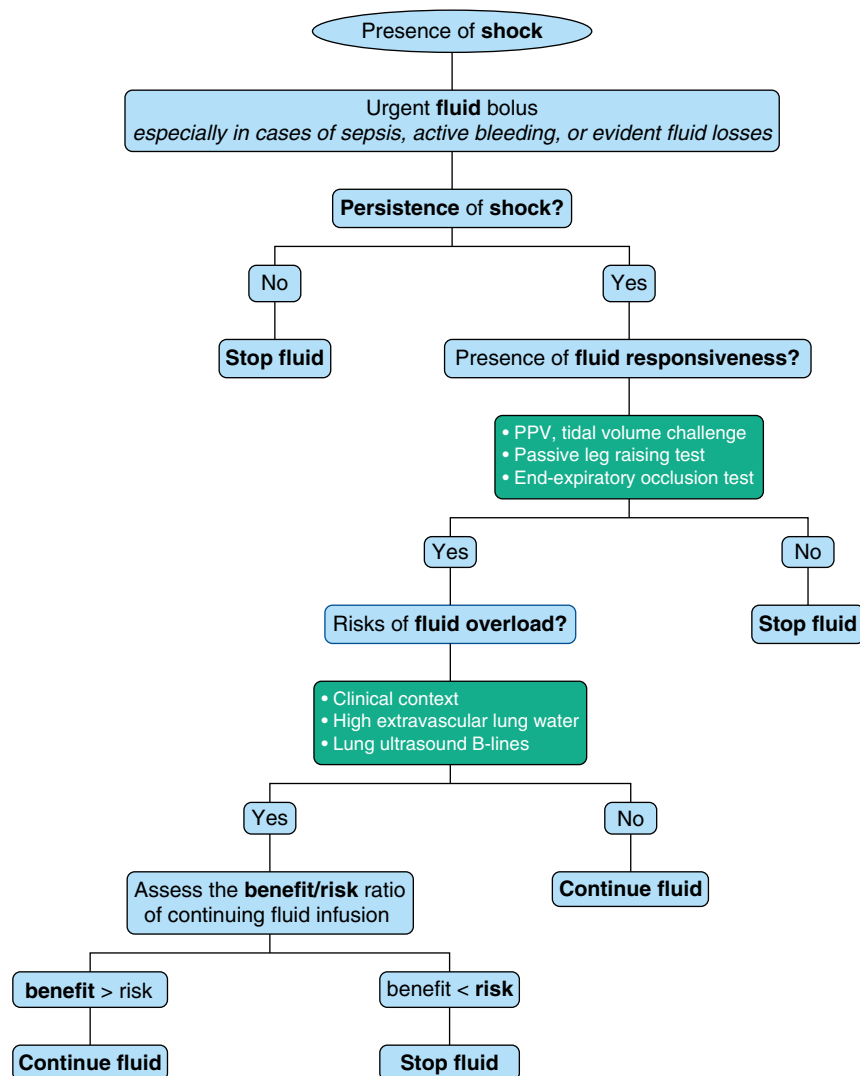 Presence of shock
Urgent fluid bolus
especially in cases of sepsis, active bleeding, or evident fluid losses
Persistence of shock?
No
Yes
Stop fluid
Presence of fluid responsiveness?
• PPV, tidal volume challenge
• Passive leg raising test
• End-expiratory occlusion test
Yes
No
Risks of fluid overload?
Stop fluid
• Clinical context
• High extravascular lung water
• Lung ultrasound B-lines
Yes
No
Assess the benefit/risk ratio
of continuing fluid infusion
Continue fluid
benefit > risk
benefit < risk
Continue fluid
Stop fluid